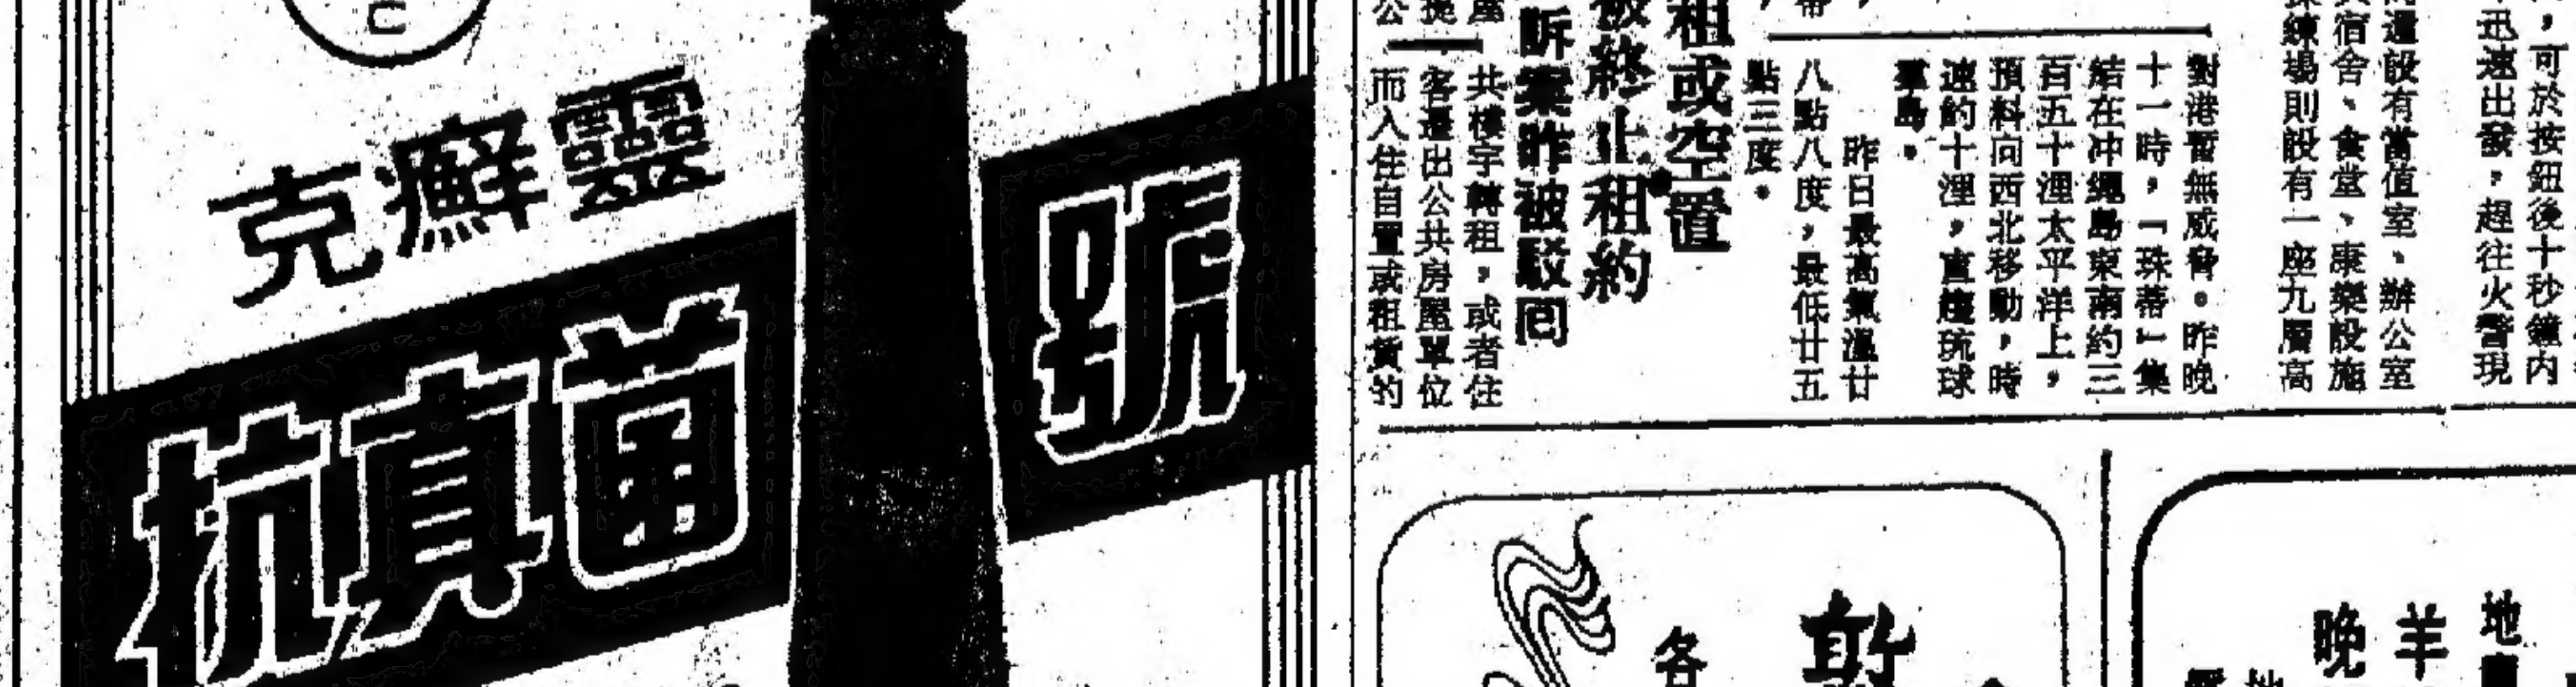 C
克癬靈
抗真菌
號
，可於按鈕後十秒鐘内
迅速出發，趕往火警現
設有當值室、辦公室
宿舍、食堂、康樂設施
練場則設有一座九層高
對港暫無威脅。昨晚
十一時，「珠蒂」集
結在冲繩島東南約三
百五十浬太平洋上，
預料向西北移動，時
速約十浬，直趨琉球
羣島。
昨日最高氣溫廿
八點八度，最低廿五
點三度。
租或空置
被終止租約
訴案昨被駁回
共樓宇轉租，或者住
客遷出公共房屋單位
而入住自置或租賃的
各
地
羊
晚